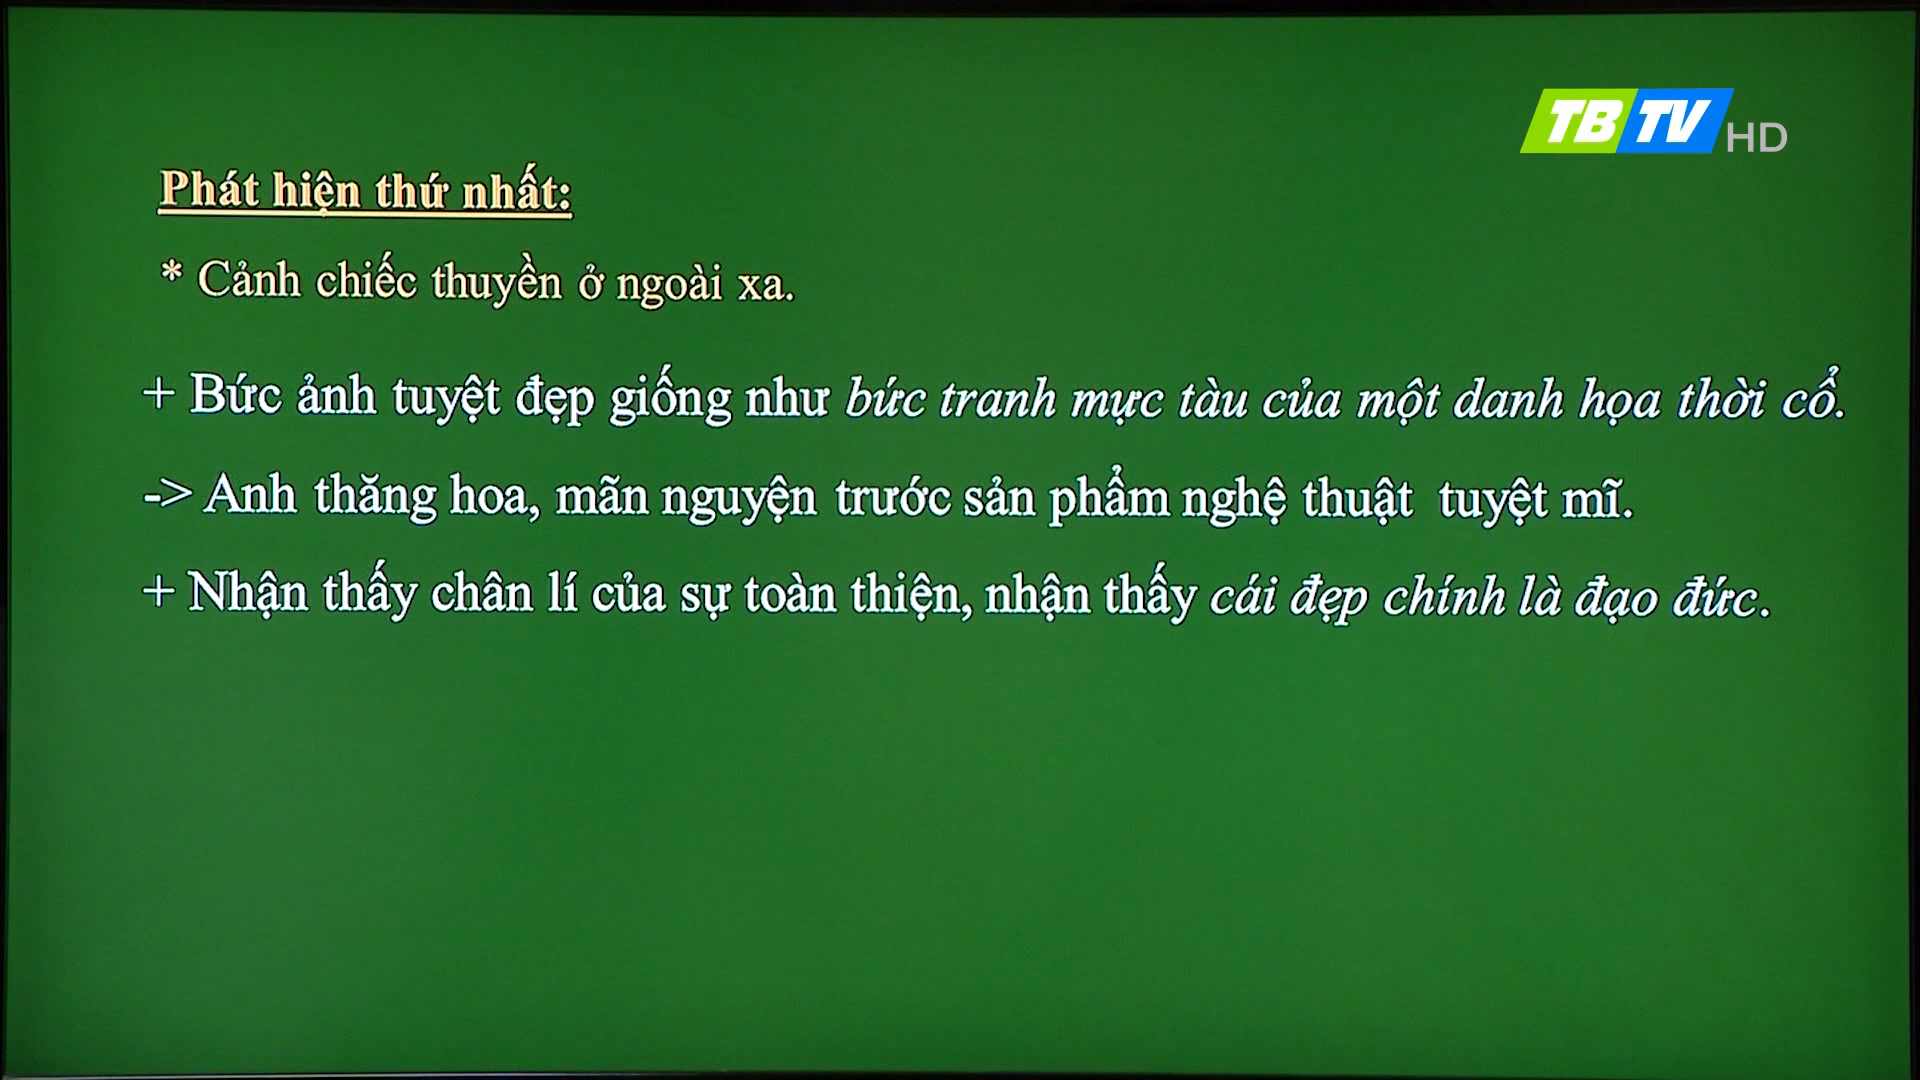 TBTV HD
Phát hiện thứ nhất:
* Cảnh chiếc thuyền ở ngoài xa.
+ Bức ảnh tuyệt đẹp giống như bức tranh mực tàu của một danh họa thời cổ.
-> Anh thăng hoa, mãn nguyện trước sản phẩm nghệ thuật tuyệt mĩ.
+ Nhận thấy chân lí của sự toàn thiện, nhận thấy cái đẹp chính là đạo đức.